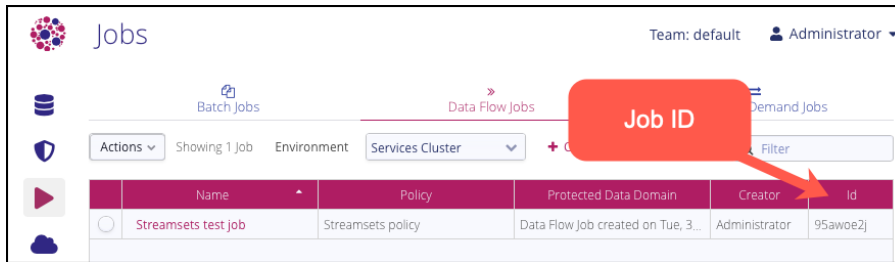 Jobs
Team: default Administrator
Batch Jobs Data Flow Jobs Demand Jobs
Job ID
Actions Showing 1 Job Environment Services Cluster + Filter
Name Policy Protected Data Domain Creator Id
Streamsets test job Streamsets policy Data Flow Job created on Tue, 3... Administrator 95awoe2j